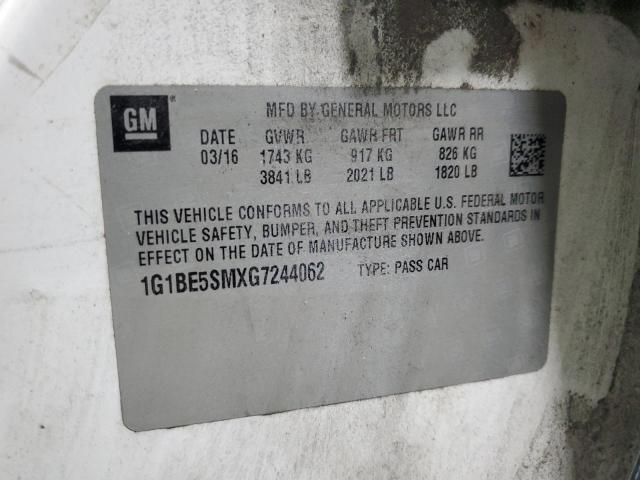 GM
MFD BY GENERAL MOTORS LLC
DATE GVWR GAWR FRT GAWR RR
03/16 1743 KG 917 KG 826 KG
3841 LB 2021 LB 1820 LB
THIS VEHICLE CONFORMS TO ALL APPLICABLE U.S. FEDERAL MOTOR
VEHICLE SAFETY, BUMPER, AND THEFT PREVENTION STANDARDS IN
EFFECT ON THE DATE OF MANUFACTURE SHOWN ABOVE.
1G1BE5SMXG7244062 TYPE: PASS CAR